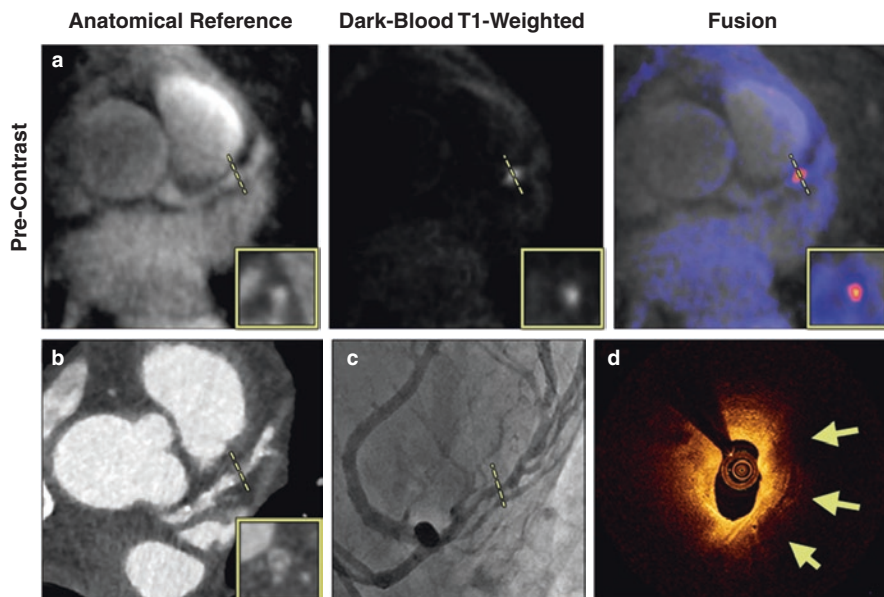 Anatomical Reference
Dark-Blood T1-Weighted
Fusion
Pre-Contrast
a
b
c
d